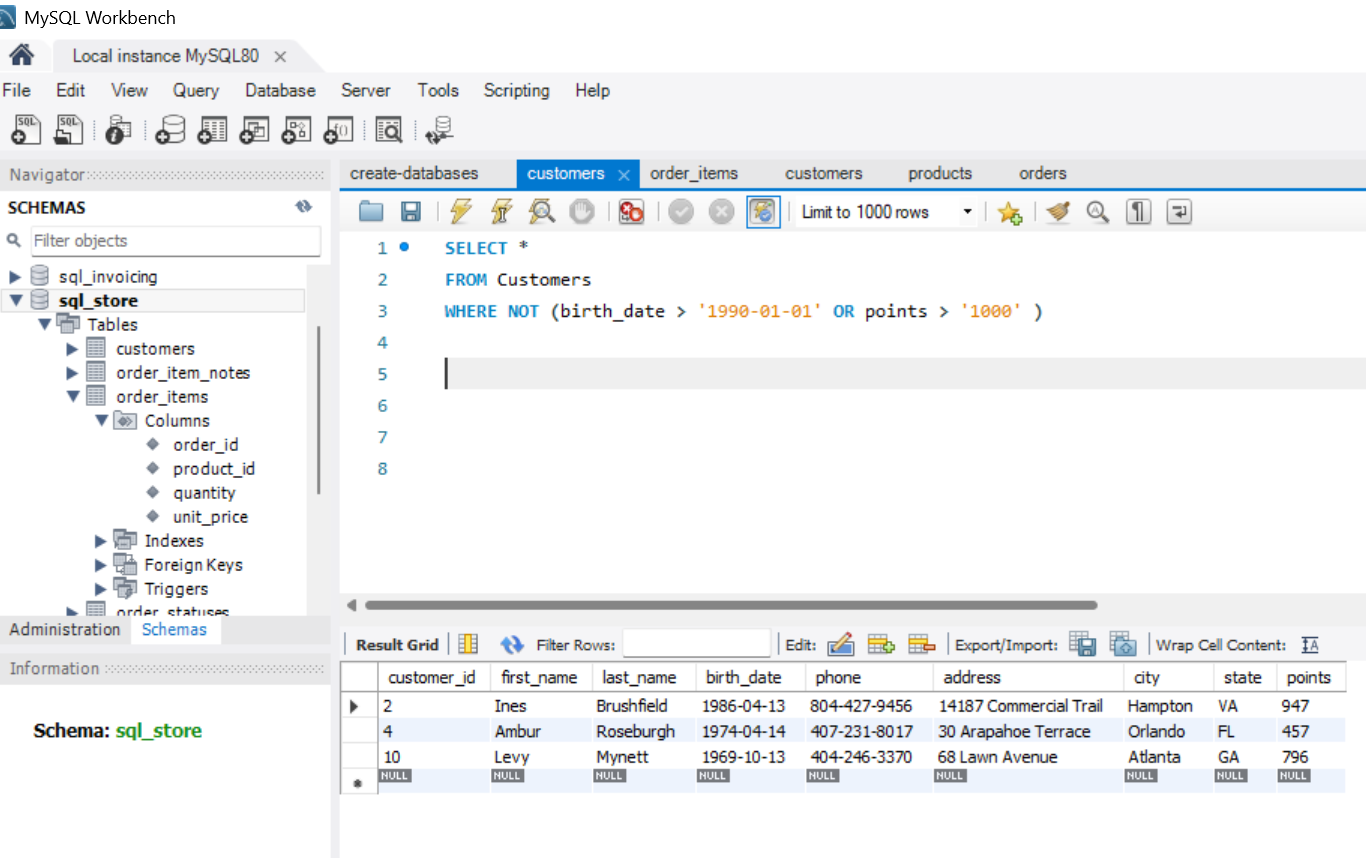 MySQL Workbench
Local instance MySQL80
File Edit View Query Database Server Tools Scripting Help
Navigator
SCHEMAS
Filter objects
sql_invoicing
sql_store
Tables
customers
order_item_notes
order_items
Columns
order_id
product_id
quantity
unit_price
Indexes
Foreign Keys
Triggers
order_statuses
Administration Schemas
Information
Schema: sql_store
create-databases customers order_items customers products orders
Limit to 1000 rows
1 SELECT *
2 FROM Customers
3 WHERE NOT (birth_date > '1990-01-01' OR points > '1000' )
4
5
6
7
8
Result Grid Filter Rows: Edit: Export/Import: Wrap Cell Content: IA
customer_id first_name last_name birth_date phone address city state points
2 Ines Brushfield 1986-04-13 804-427-9456 14187 Commercial Trail Hampton VA 947
4 Ambur Roseburgh 1974-04-14 407-231-8017 30 Arapahoe Terrace Orlando FL 457
10 Levy Mynett 1969-10-13 404-246-3370 68 Lawn Avenue Atlanta GA 796
NULL NULL NULL NULL NULL NULL NULL NULL NULL